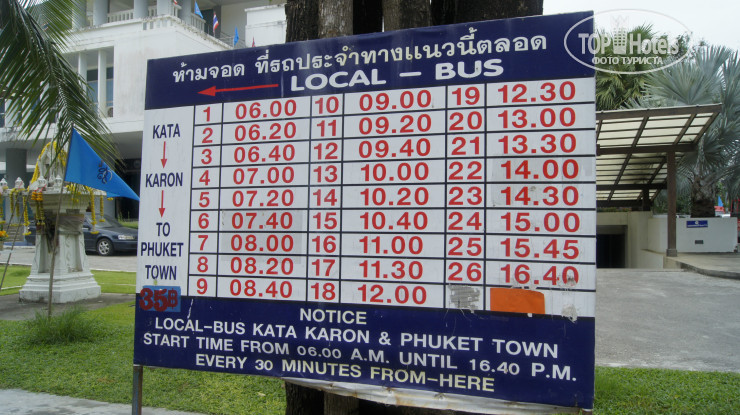 ห้ามจอด ที่รถประจำทางแนวนี้ตลอด
LOCAL - BUS
KATA
KARON
TO
PHUKET
TOWN
35B
1 06.00 10 09.00 19 12.30
2 06.20 11 09.20 20 13.00
3 06.40 12 09.40 21 13.30
4 07.00 13 10.00 22 14.00
5 07.20 14 10.20 23 14.30
6 07.40 15 10.40 24 15.00
7 08.00 16 11.00 25 15.45
8 08.20 17 11.30 26 16.40
9 08.40 18 12.00
NOTICE
LOCAL-BUS KATA KARON & PHUKET TOWN
START TIME FROM 06.00 A.M. UNTIL 16.40 P.M.
EVERY 30 MINUTES FROM-HERE
TOPHotels
ФОТО ТУРИСТА